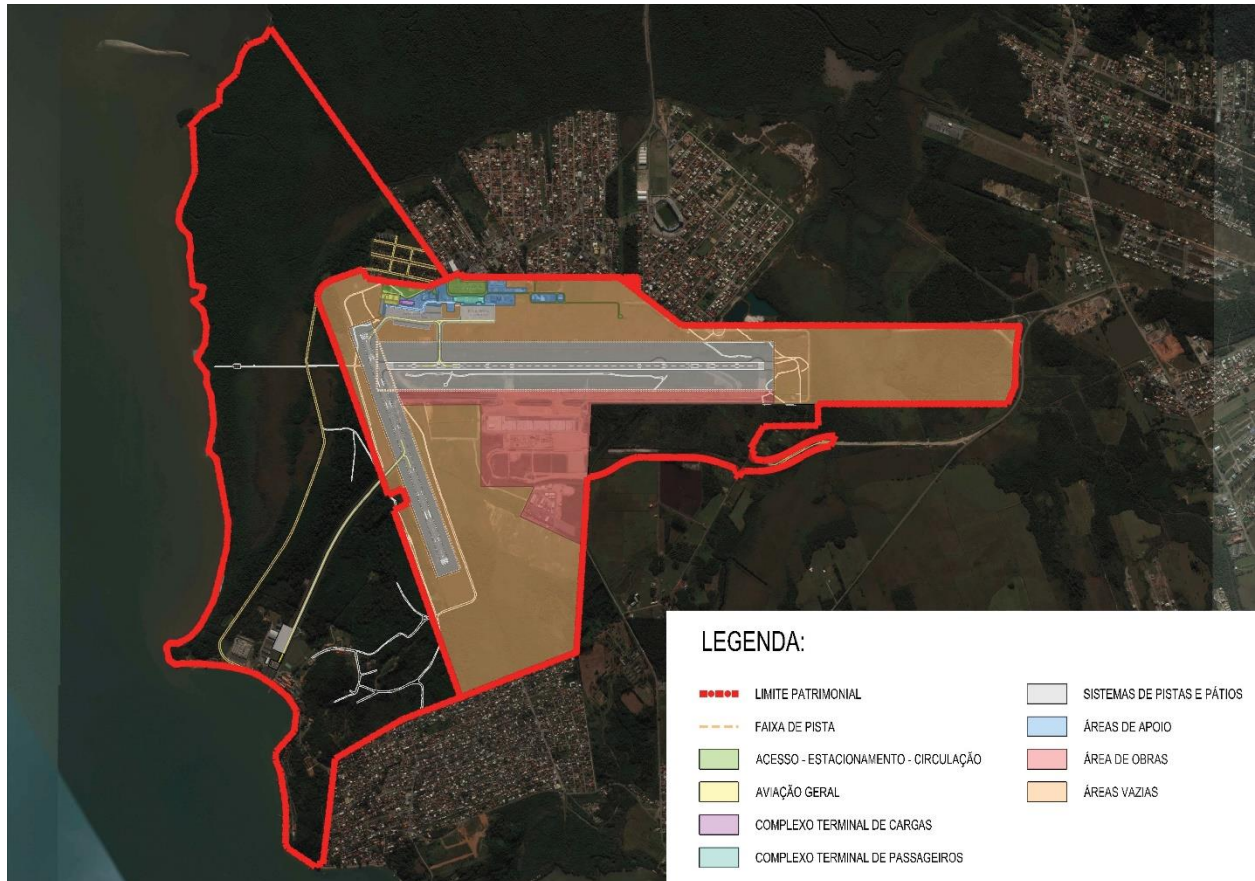 LEGENDA:
LIMITE PATRIMONIAL
FAIXA DE PISTA
ACESSO - ESTACIONAMENTO - CIRCULAÇÃO
AVIAÇÃO GERAL
COMPLEXO TERMINAL DE CARGAS
COMPLEXO TERMINAL DE PASSAGEIROS
SISTEMAS DE PISTAS E PÁTIOS
ÁREAS DE APOIO
ÁREA DE OBRAS
ÁREAS VAZIAS